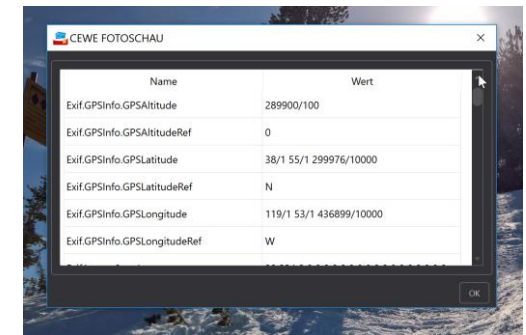 CEWE FOTOSCHAU
Name Wert
Exif.GPSInfo.GPSAltitude 289900/100
Exif.GPSInfo.GPSAltitudeRef 0
Exif.GPSInfo.GPSLatitude 38/1 55/1 299976/10000
Exif.GPSInfo.GPSLatitudeRef N
Exif.GPSInfo.GPSLongitude 119/1 53/1 436899/10000
Exif.GPSInfo.GPSLongitudeRef W
OK